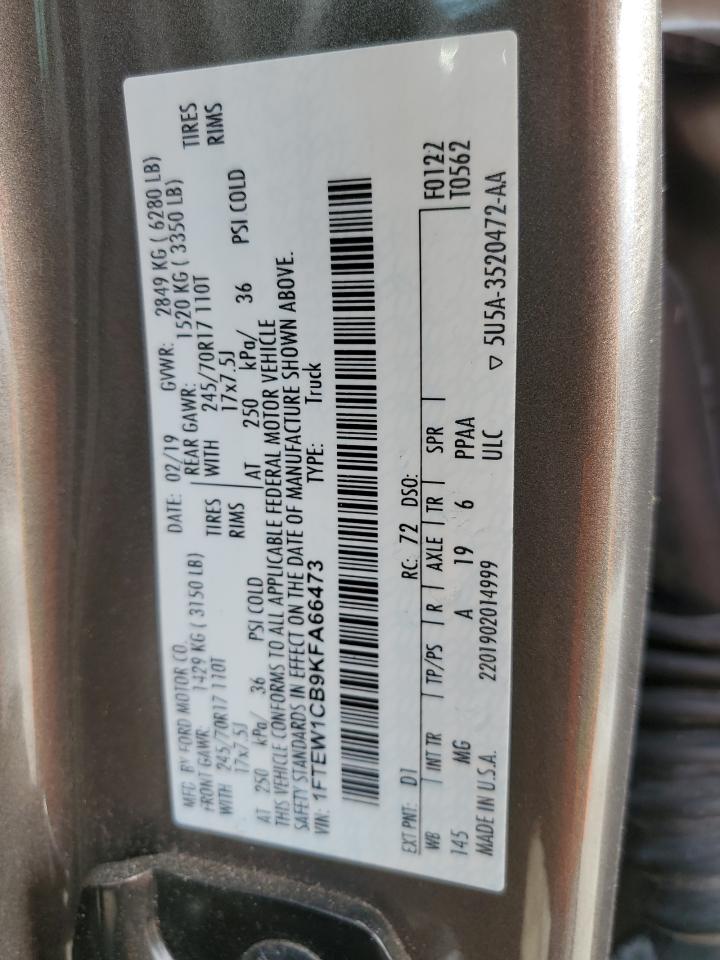 MFG BY FORD MOTOR CO. DATE: 02/19 GVWR: 2849 KG ( 6280 LB)
FRONT GAWR: 1429 KG ( 3150 LB) REAR GAWR: 1520 KG ( 3350 LB)
WITH 245/70R17 110T TIRES WITH 245/70R17 110T TIRES
17x7.5J RIMS 17x7.5J RIMS
AT 250 kPa/ 36 PSI COLD AT 250 kPa/ 36 PSI COLD
THIS VEHICLE CONFORMS TO ALL APPLICABLE FEDERAL MOTOR VEHICLE
SAFETY STANDARDS IN EFFECT ON THE DATE OF MANUFACTURE SHOWN ABOVE.
VIN: 1FTEW1CB9KFA66473 TYPE: Truck
EXT PNT: D1 RC: 72 DSO: F0122
WB INT TR TP/PS R AXLE TR SPR T0562
145 MG A 19 6 PPAA
MADE IN U.S.A. 2201902014999 ULC ▽ 5U5A-3520472-AA